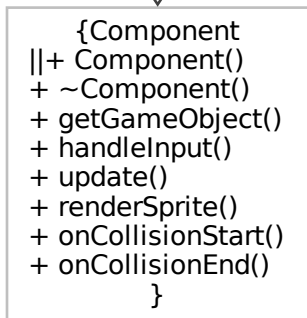 {Component
||+ Component()
+ ~Component()
+ getGameObject()
+ handleInput()
+ update()
+ renderSprite()
+ onCollisionStart()
+ onCollisionEnd()
}